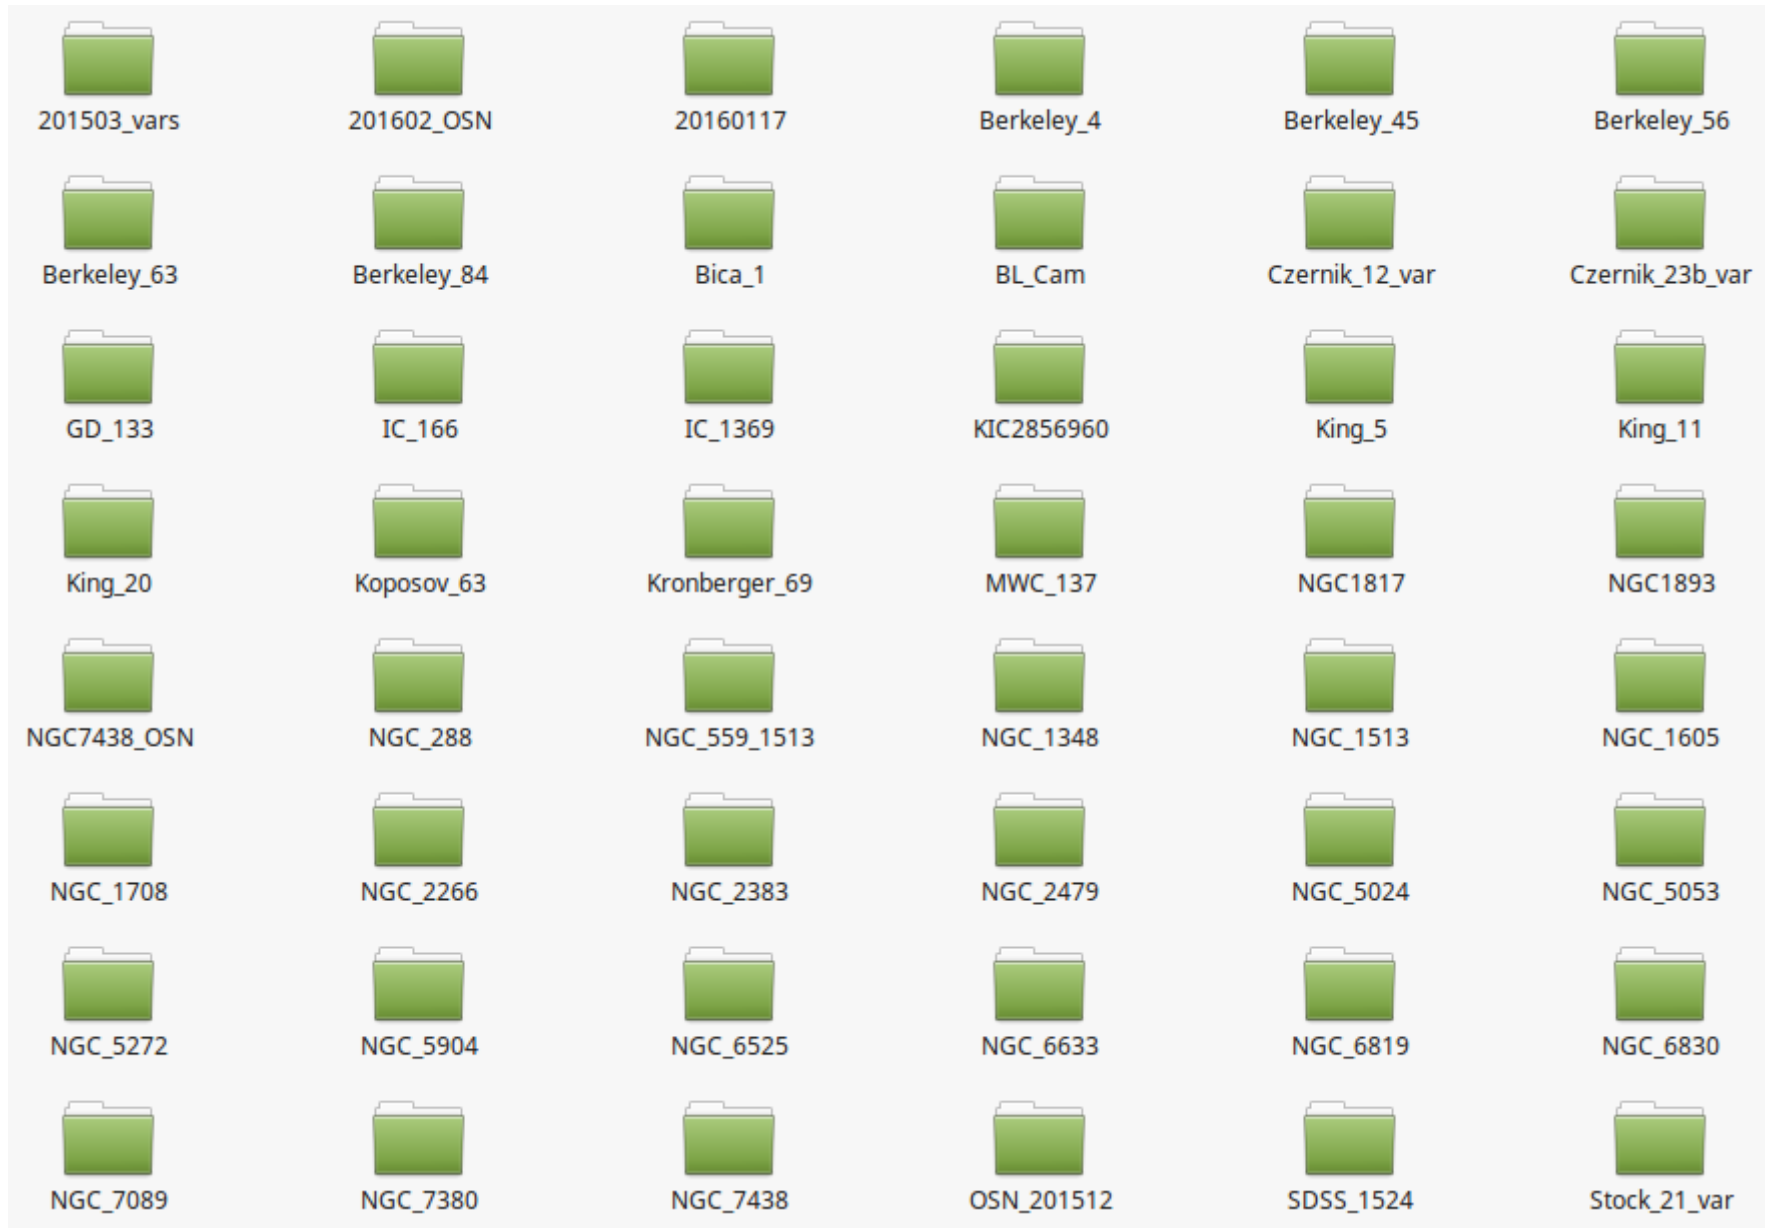 201503_vars
201602_OSN
20160117
Berkeley_4
Berkeley_45
Berkeley_56
Berkeley_63
Berkeley_84
Bica_1
BL_Cam
Czernik_12_var
Czernik_23b_var
GD_133
IC_166
IC_1369
KIC2856960
King_5
King_11
King_20
Koposov_63
Kronberger_69
MWC_137
NGC1817
NGC1893
NGC7438_OSN
NGC_288
NGC_559_1513
NGC_1348
NGC_1513
NGC_1605
NGC_1708
NGC_2266
NGC_2383
NGC_2479
NGC_5024
NGC_5053
NGC_5272
NGC_5904
NGC_6525
NGC_6633
NGC_6819
NGC_6830
NGC_7089
NGC_7380
NGC_7438
OSN_201512
SDSS_1524
Stock_21_var